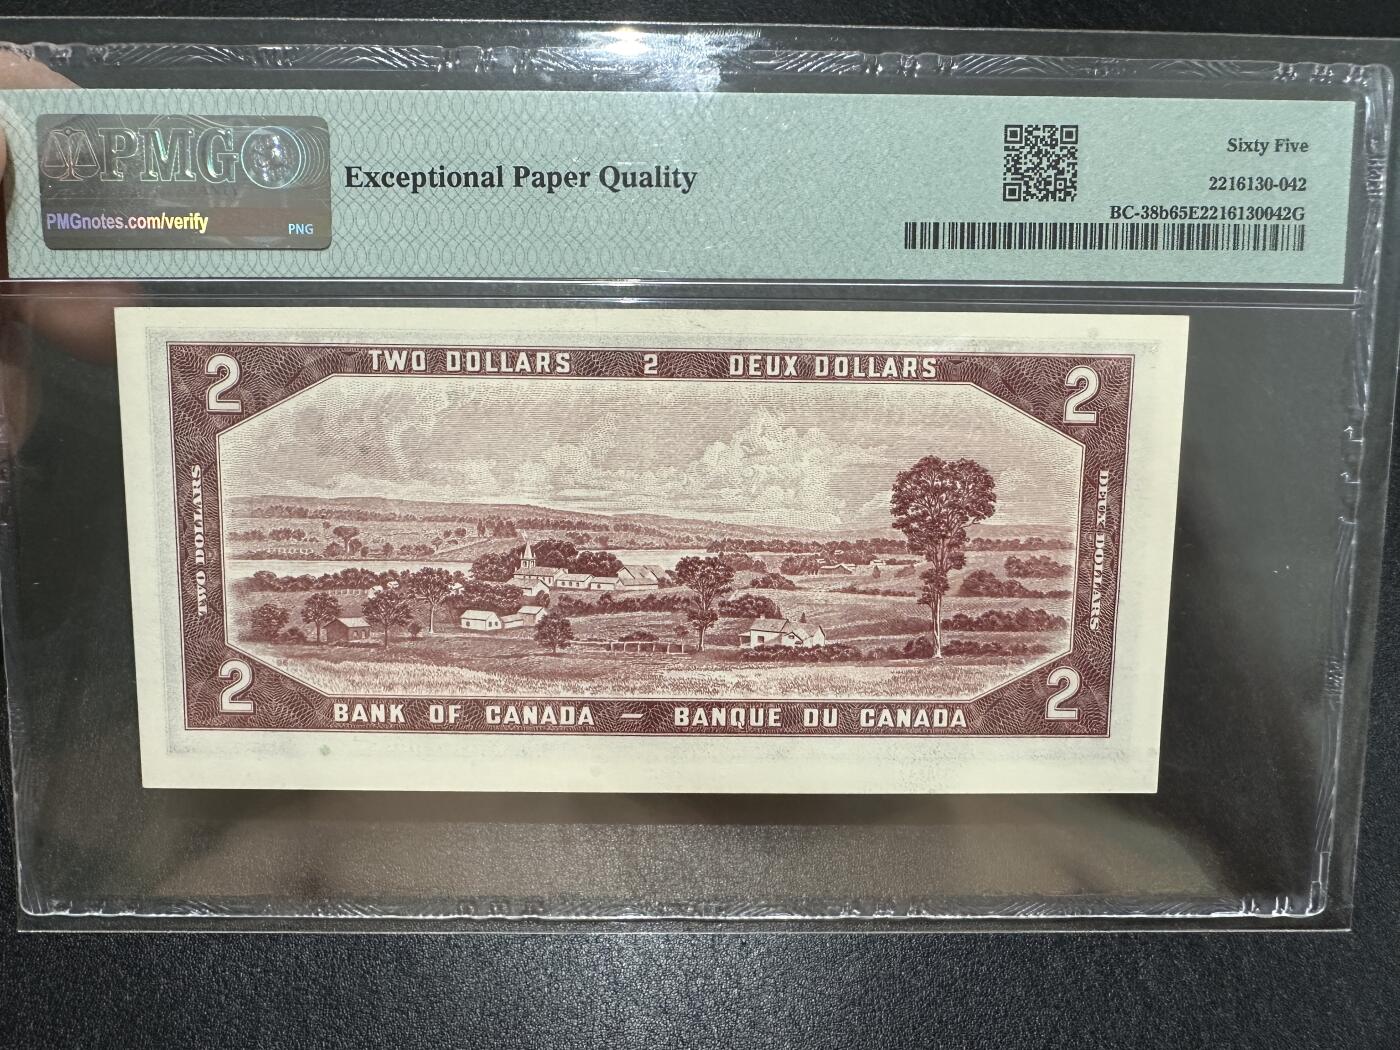 PMG
PMGnotes.com/verify
PNG
Exceptional Paper Quality
Sixty Five
2216130-042
BC-38b65E2216130042G
2 TWO DOLLARS 2 DEUX DOLLARS 2
TWO DOLLARS
DEUX DOLLARS
2 BANK OF CANADA — BANQUE DU CANADA 2